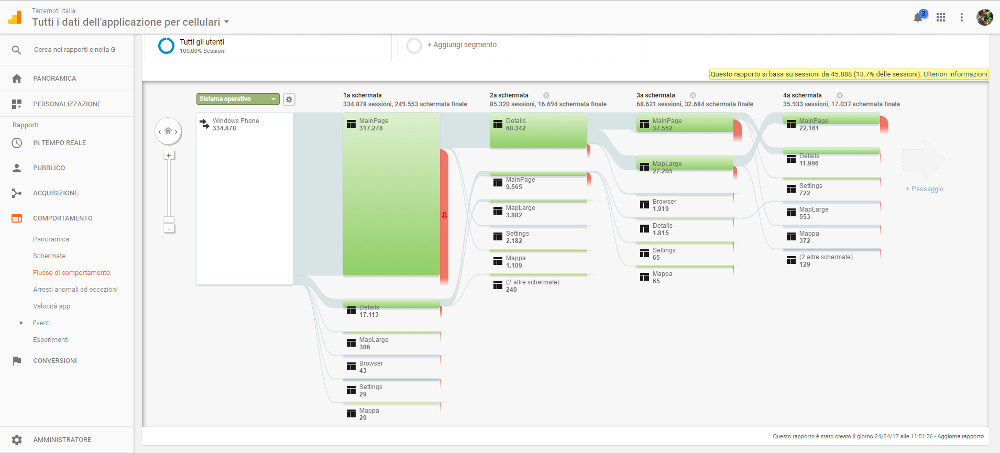 Terremoti Italia
Tutti i dati dell'applicazione per cellulari
3
Cerca nei rapporti e nella G
PANORAMICA
PERSONALIZZAZIONE
Rapporti
IN TEMPO REALE
PUBBLICO
ACQUISIZIONE
COMPORTAMENTO
Panoramica
Schermate
Flusso di comportamento
Arresti anomali ed eccezioni
Velocità app
Eventi
Esperimenti
CONVERSIONI
AMMINISTRATORE
Tutti gli utenti
100,00% Sessioni
+ Aggiungi segmento
Questo rapporto si basa su sessioni da 45.888 (13.7% delle sessioni). Ulteriori informazioni
Sistema operativo
+
-
Windows Phone
334.878
1a schermata
334.878 sessioni, 249.553 schermata finale
MainPage
317.278
Details
17.113
MapLarge
386
Browser
43
Settings
29
Mappa
29
2a schermata
85.320 sessioni, 16.694 schermata finale
Details
68.342
MainPage
9.565
MapLarge
3.882
Settings
2.182
Mappa
1.109
(2 altre schermate)
240
3a schermata
68.621 sessioni, 32.684 schermata finale
MainPage
37.552
MapLarge
27.205
Browser
1.919
Details
1.815
Settings
65
Mappa
65
4a schermata
35.933 sessioni, 17.037 schermata finale
MainPage
22.161
Details
11.996
Settings
722
MapLarge
553
Mappa
372
(2 altre schermate)
129
+ Passaggio
Questo rapporto è stato creato il giorno 24/04/17 alle 11:51:26 - Aggiorna rapporto